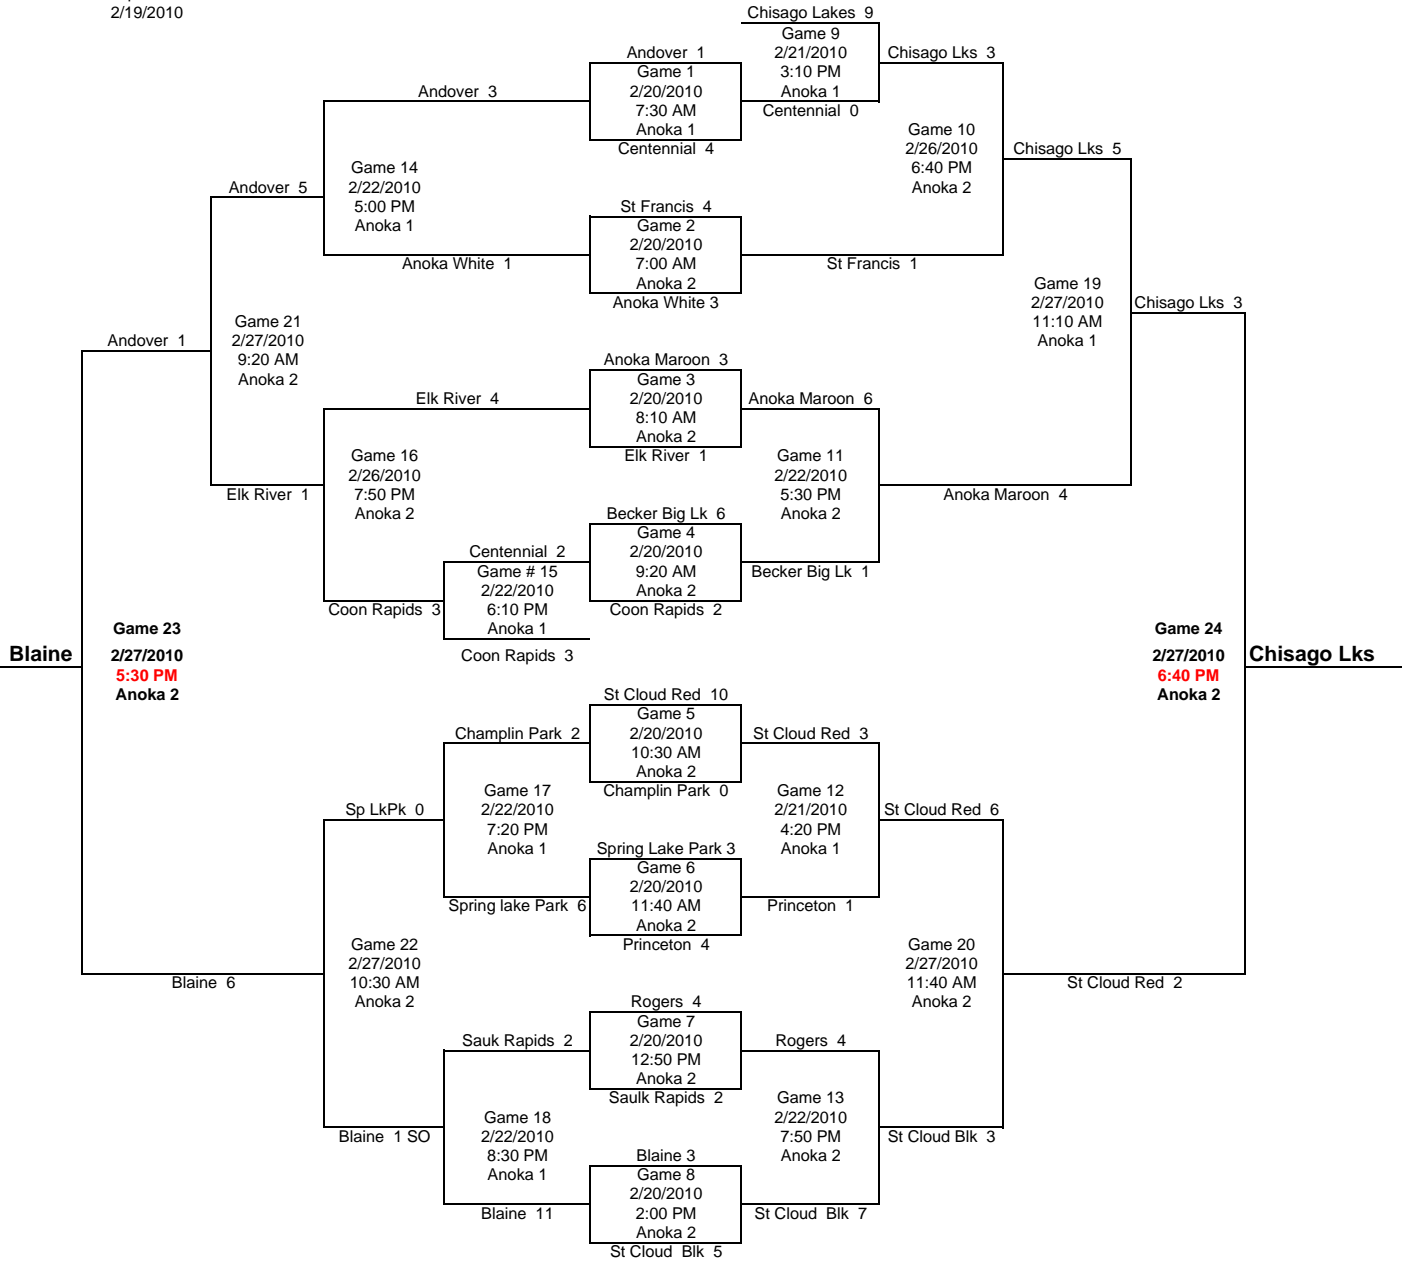 2/19/2010
Chisago Lakes 9
Game 9
2/21/2010
3:10 PM
Anoka 1
Centennial 0
Chisago Lks 3
Andover 1
Game 1
2/20/2010
7:30 AM
Anoka 1
Centennial 4
Andover 3
Game 10
2/26/2010
6:40 PM
Anoka 2
Chisago Lks 5
Game 14
2/22/2010
5:00 PM
Anoka 1
Andover 5
St Francis 4
Game 2
2/20/2010
7:00 AM
Anoka 2
Anoka White 3
Anoka White 1
St Francis 1
Game 19
2/27/2010
11:10 AM
Anoka 1
Chisago Lks 3
Game 21
2/27/2010
9:20 AM
Anoka 2
Andover 1
Anoka Maroon 3
Game 3
2/20/2010
8:10 AM
Anoka 2
Elk River 1
Elk River 4
Anoka Maroon 6
Game 16
2/26/2010
7:50 PM
Anoka 2
Game 11
2/22/2010
5:30 PM
Anoka 2
Elk River 1
Anoka Maroon 4
Becker Big Lk 6
Game 4
2/20/2010
9:20 AM
Anoka 2
Coon Rapids 2
Centennial 2
Game # 15
2/22/2010
6:10 PM
Anoka 1
Coon Rapids 3
Becker Big Lk 1
Coon Rapids 3
Game 23
2/27/2010
5:30 PM
Anoka 2
Blaine
Game 24
2/27/2010
6:40 PM
Anoka 2
Chisago Lks
St Cloud Red 10
Game 5
2/20/2010
10:30 AM
Anoka 2
Champlin Park 0
Champlin Park 2
St Cloud Red 3
Game 17
2/22/2010
7:20 PM
Anoka 1
Game 12
2/21/2010
4:20 PM
Anoka 1
Sp LkPk 0
St Cloud Red 6
Spring Lake Park 3
Game 6
2/20/2010
11:40 AM
Anoka 2
Princeton 4
Spring lake Park 6
Princeton 1
Game 22
2/27/2010
10:30 AM
Anoka 2
Game 20
2/27/2010
11:40 AM
Anoka 2
Blaine 6
St Cloud Red 2
Rogers 4
Game 7
2/20/2010
12:50 PM
Anoka 2
Saulk Rapids 2
Sauk Rapids 2
Rogers 4
Game 18
2/22/2010
8:30 PM
Anoka 1
Game 13
2/22/2010
7:50 PM
Anoka 2
Blaine 1 SO
St Cloud Blk 3
Blaine 3
Game 8
2/20/2010
2:00 PM
Anoka 2
St Cloud Blk 5
Blaine 11
St Cloud Blk 7